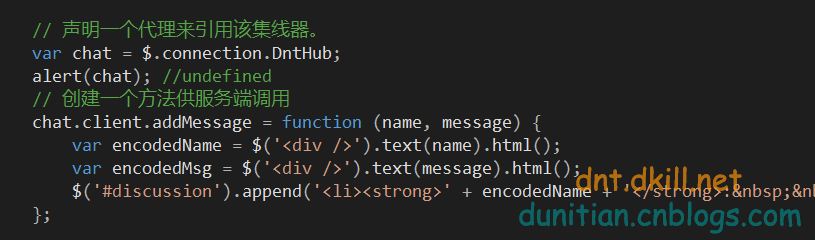 // 声明一个代理来引用该集线器。
var chat = $.connection.DntHub;
alert(chat); //undefined
// 创建一个方法供服务端调用
chat.client.addMessage = function (name, message) {
var encodedName = $('<div />').text(name).html();
var encodedMsg = $('<div />').text(message).html();
$('#discussion').append('<li><strong>' + encodedName + '</strong>:&nbsp;&n
};
dnt.dkill.net
dunitian.cnblogs.com